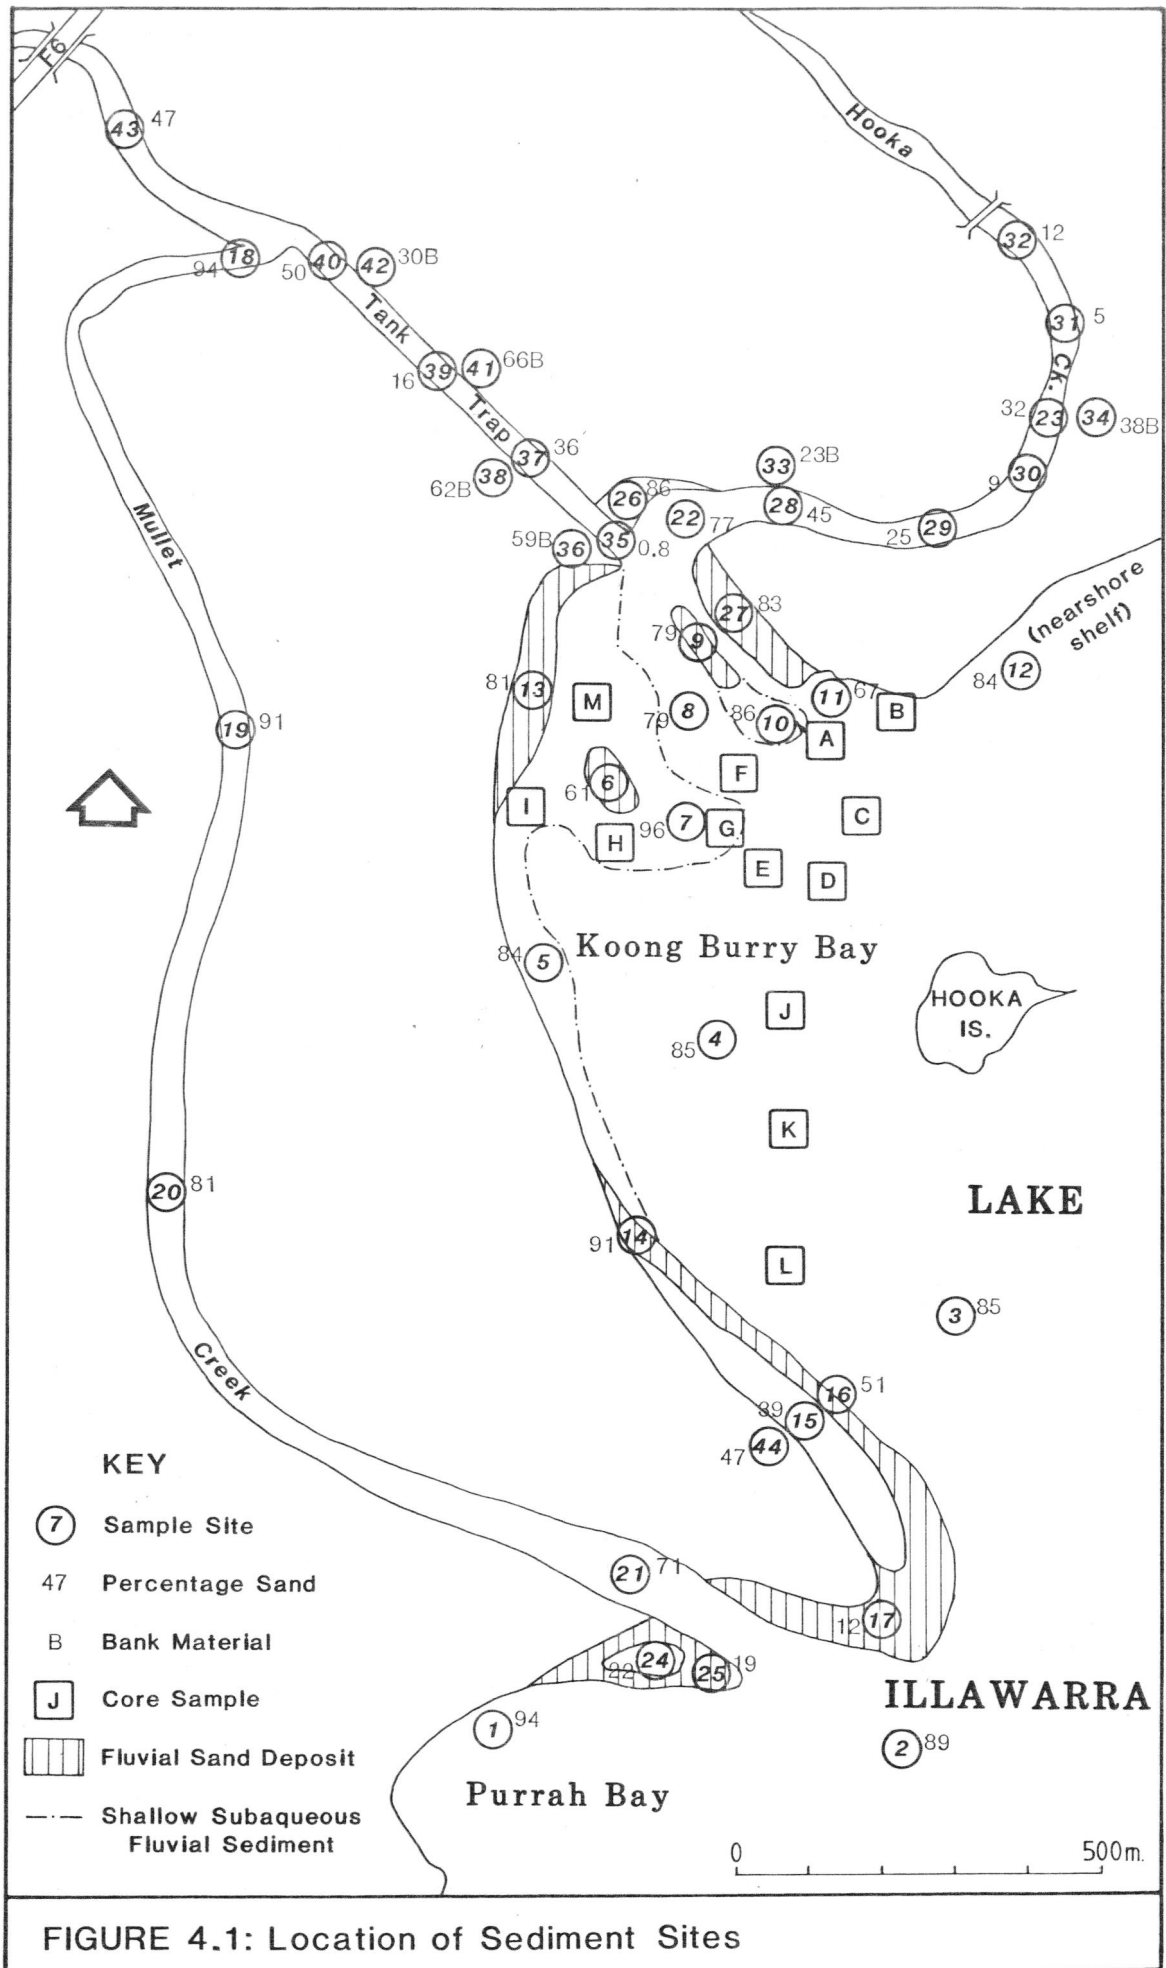 F6
43 47
Hooka
32 12
18 94
40 50
42 30B
Tank
31 5
Ck.
39 16
41 66B
Trap
23 32
34 38B
37 36
38 62B
33 23B
30 9
26 86
22 77
28 45
29 25
Mullet
35 0.8
36 59B
(nearshore
shelf)
27 83
9 79
12 84
13 81
M
8 79
10 86
11 67
B
A
19 91
6 61
F
I
H
96 7
G
C
E
D
84 5
Koong Burry Bay
HOOKA
IS.
J
85 4
K
20 81
LAKE
91 14
L
3 85
Creek
16 51
89 15
47 44
KEY
7 Sample Site
47 Percentage Sand
B Bank Material
J Core Sample
Fluvial Sand Deposit
Shallow Subaqueous
Fluvial Sediment
21 71
12 17
22 24
25 19
1 94
ILLAWARRA
2 89
Purrah Bay
0 500m.
FIGURE 4.1: Location of Sediment Sites